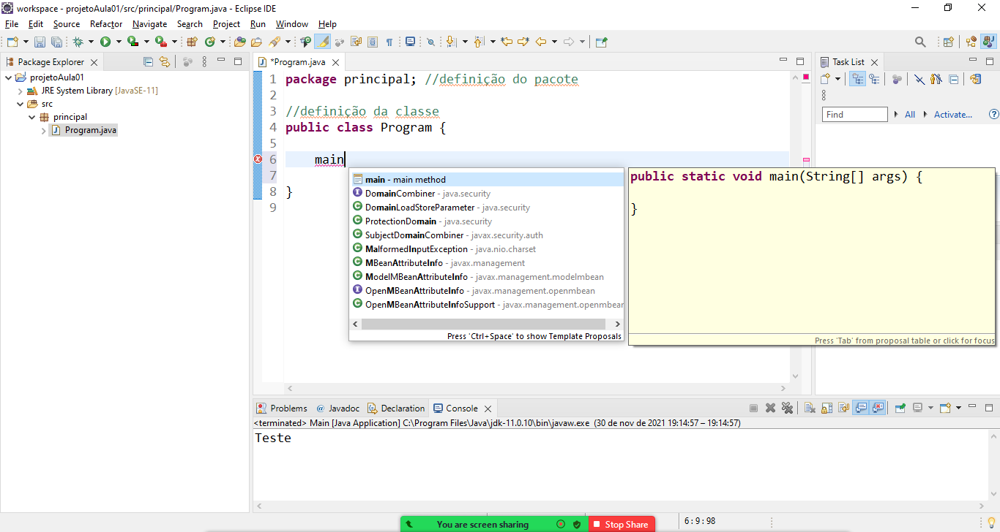 workspace - projetoAula01/src/principal/Program.java - Eclipse IDE
File Edit Source Refactor Navigate Search Project Run Window Help
Package Explorer
projetoAula01
JRE System Library [JavaSE-11]
src
principal
Program.java
*Program.java
1 package principal; //definição do pacote
2
3 //definição da classe
4 public class Program {
5
6 main
7
8 }
9
main - main method
DomainCombiner - java.security
DomainLoadStoreParameter - java.security
ProtectionDomain - java.security
SubjectDomainCombiner - javax.security.auth
MalformedInputException - java.nio.charset
MBeanAttributeInfo - javax.management
ModelMBeanAttributeInfo - javax.management.modelmbean
OpenMBeanAttributeInfo - javax.management.openmbean
OpenMBeanAttributeInfoSupport - javax.management.openmbean
Press 'Ctrl+Space' to show Template Proposals
public static void main(String[] args) {
}
Press 'Tab' from proposal table or click for focus
Task List
Find All Activate...
Problems @ Javadoc Declaration Console
<terminated> Main [Java Application] C:\Program Files\Java\jdk-11.0.10\bin\javaw.exe (30 de nov de 2021 19:14:57 – 19:14:57)
Teste
You are screen sharing Stop Share
6:9:98